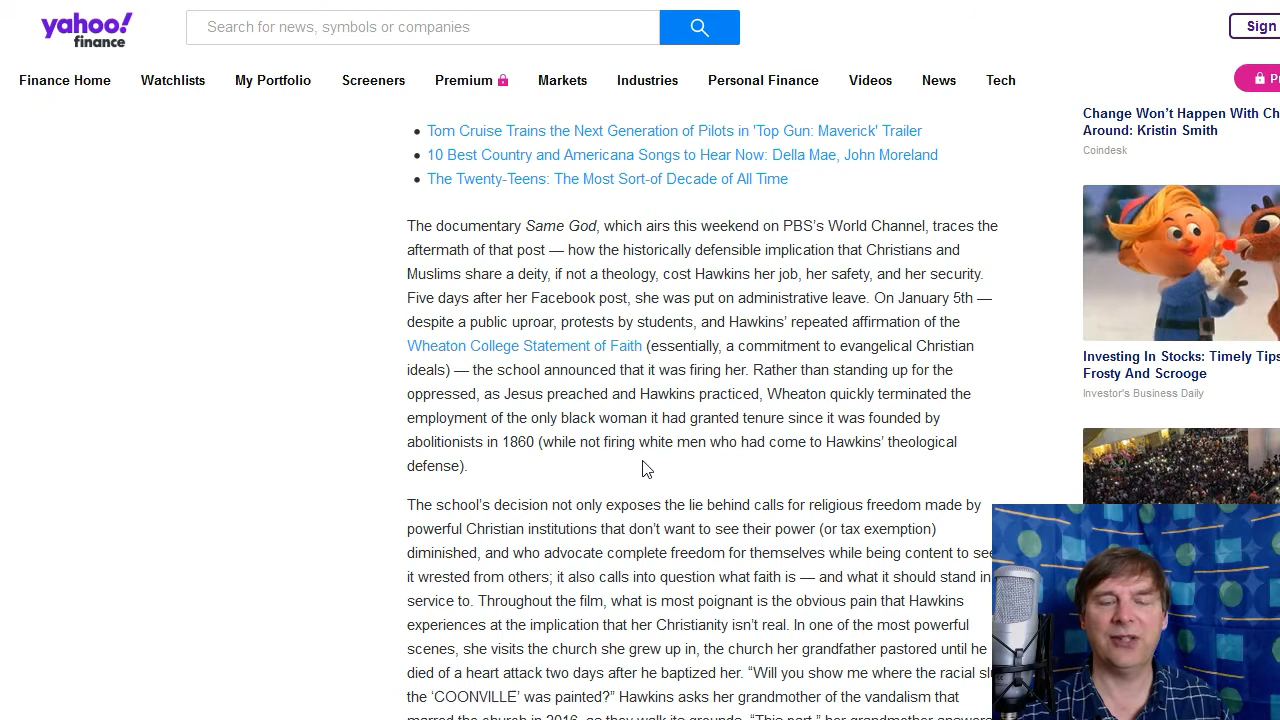 yahoo!
finance
Search for news, symbols or companies
Sign
Finance Home Watchlists My Portfolio Screeners Premium Markets Industries Personal Finance Videos News Tech
Tom Cruise Trains the Next Generation of Pilots in 'Top Gun: Maverick' Trailer
10 Best Country and Americana Songs to Hear Now: Della Mae, John Moreland
The Twenty-Teens: The Most Sort-of Decade of All Time
The documentary Same God, which airs this weekend on PBS’s World Channel, traces the
aftermath of that post — how the historically defensible implication that Christians and
Muslims share a deity, if not a theology, cost Hawkins her job, her safety, and her security.
Five days after her Facebook post, she was put on administrative leave. On January 5th —
despite a public uproar, protests by students, and Hawkins’ repeated affirmation of the
Wheaton College Statement of Faith (essentially, a commitment to evangelical Christian
ideals) — the school announced that it was firing her. Rather than standing up for the
oppressed, as Jesus preached and Hawkins practiced, Wheaton quickly terminated the
employment of the only black woman it had granted tenure since it was founded by
abolitionists in 1860 (while not firing white men who had come to Hawkins’ theological
defense).
The school’s decision not only exposes the lie behind calls for religious freedom made by
powerful Christian institutions that don’t want to see their power (or tax exemption)
diminished, and who advocate complete freedom for themselves while being content to see
it wrested from others; it also calls into question what faith is — and what it should stand in
service to. Throughout the film, what is most poignant is the obvious pain that Hawkins
experiences at the implication that her Christianity isn’t real. In one of the most powerful
scenes, she visits the church she grew up in, the church her grandfather pastored until he
died of a heart attack two days after he baptized her. “Will you show me where the racial
the ‘COONVILLE’ was painted?” Hawkins asks her grandmother of the vandalism that
marred the church in 2016, as they walk its grounds. “This part,” her grandmother answers
Change Won’t Happen With
Around: Kristin Smith
Coindesk
Investing In Stocks: Timely Tips
Frosty And Scrooge
Investor's Business Daily